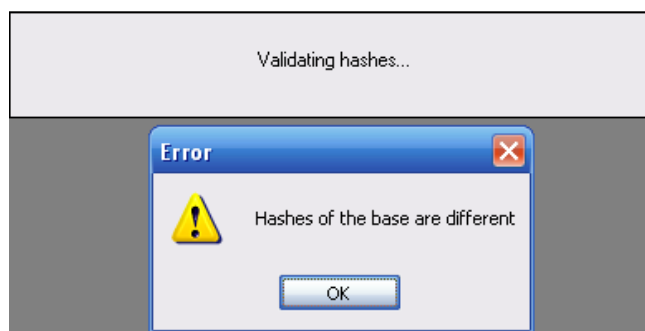 Validating hashes...
Error
Hashes of the base are different
OK